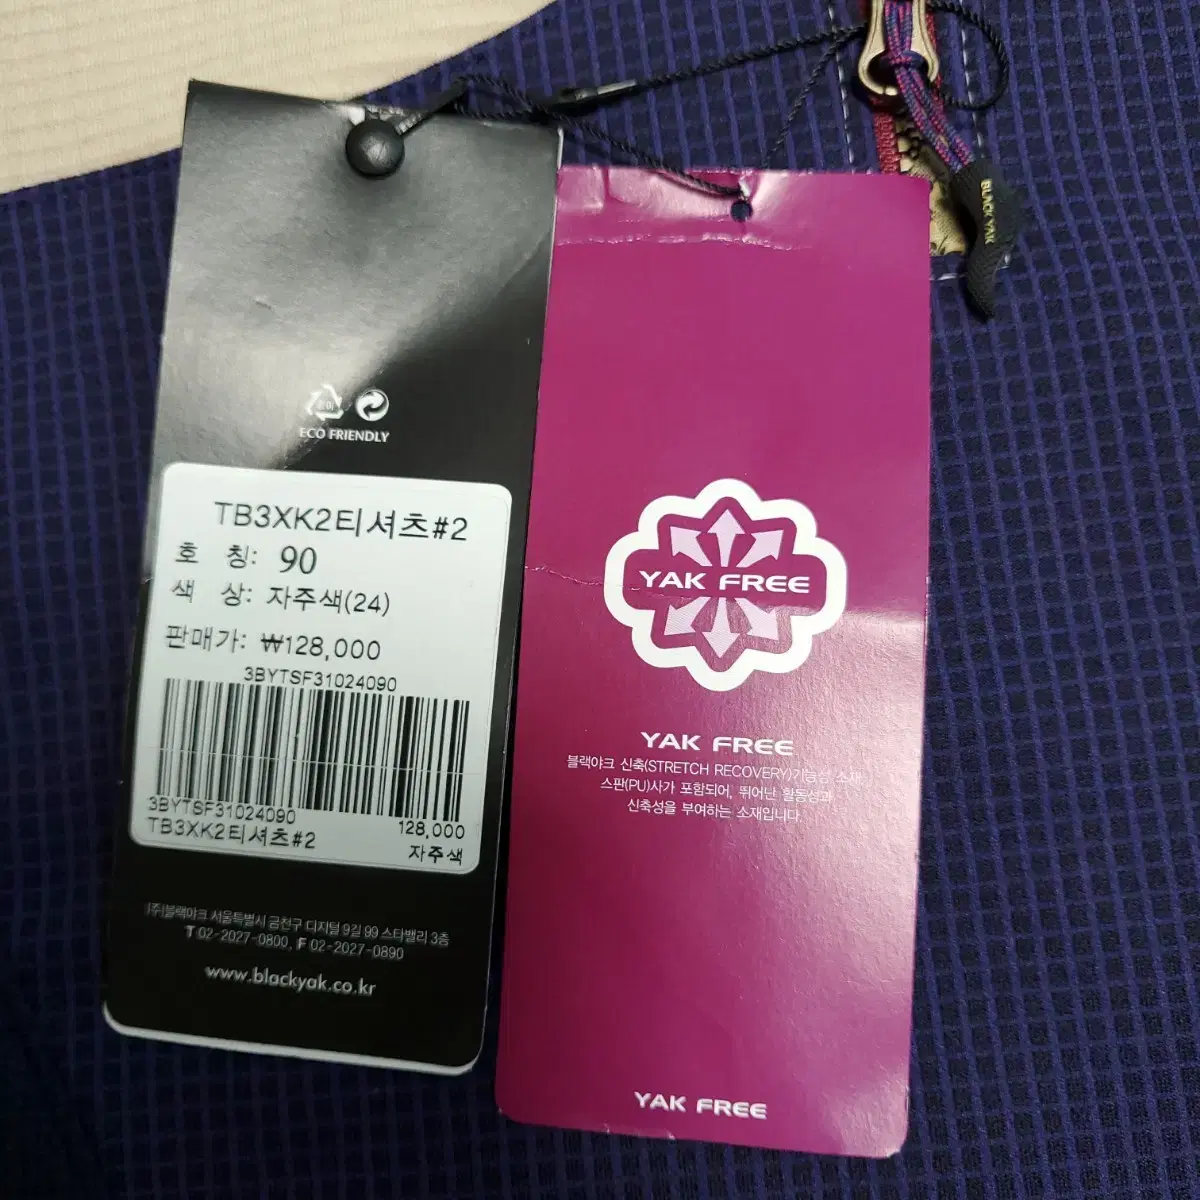 BLACK YAK
종이
ECO FRIENDLY
TB3XK2티셔츠#2
호 칭: 90
색 상: 자주색(24)
판매가: ₩128,000
3BYTSF31024090
3BYTSF31024090
128,000
TB3XK2티셔츠#2
자주색
(주)블랙야크 서울특별시 금천구 디지털 9길 99 스타밸리 3층
T 02-2027-0800, F 02-2027-0890
www.blackyak.co.kr
YAK FREE
YAK FREE
블랙야크 신축(STRETCH RECOVERY)기능성 소재.
스판(PU)사가 포함되어, 뛰어난 활동성과
신축성을 부여하는 소재입니다.
YAK FREE